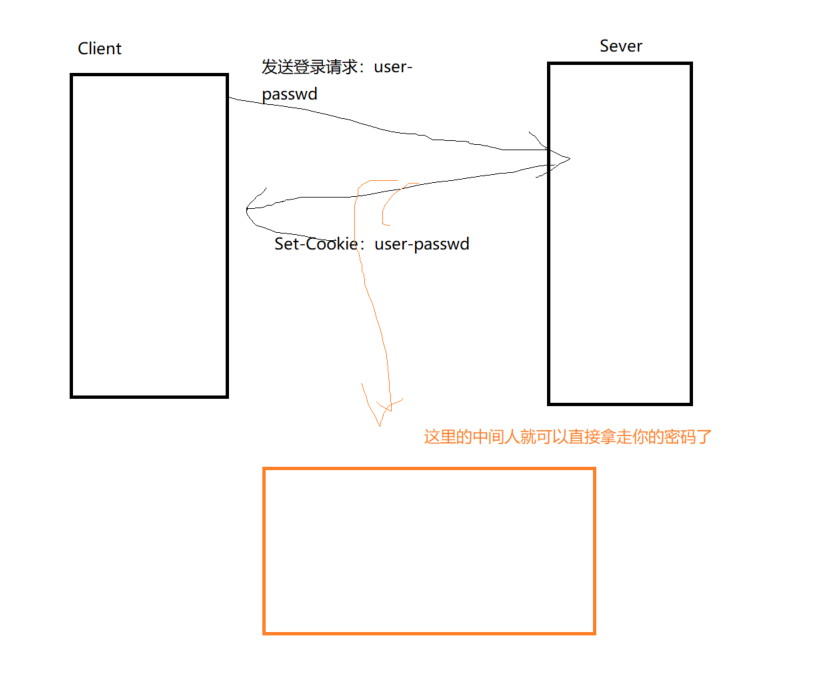 Client
Sever
发送登录请求：user-
passwd
Set-Cookie：user-passwd
这里的中间人就可以直接拿走你的密码了